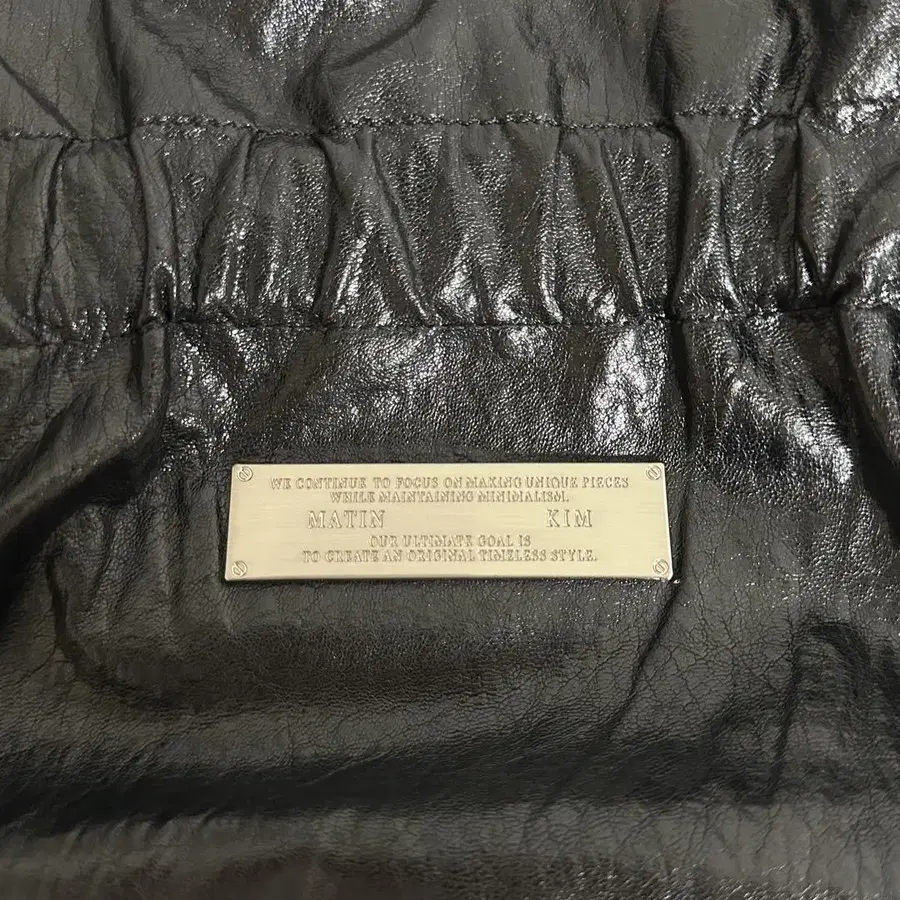 WE CONTINUE TO FOCUS ON MAKING UNIQUE PIECES
WHILE MAINTAINING MINIMALISM.
MATIN KIM
OUR ULTIMATE GOAL IS
TO CREATE AN ORIGINAL TIMELESS STYLE.